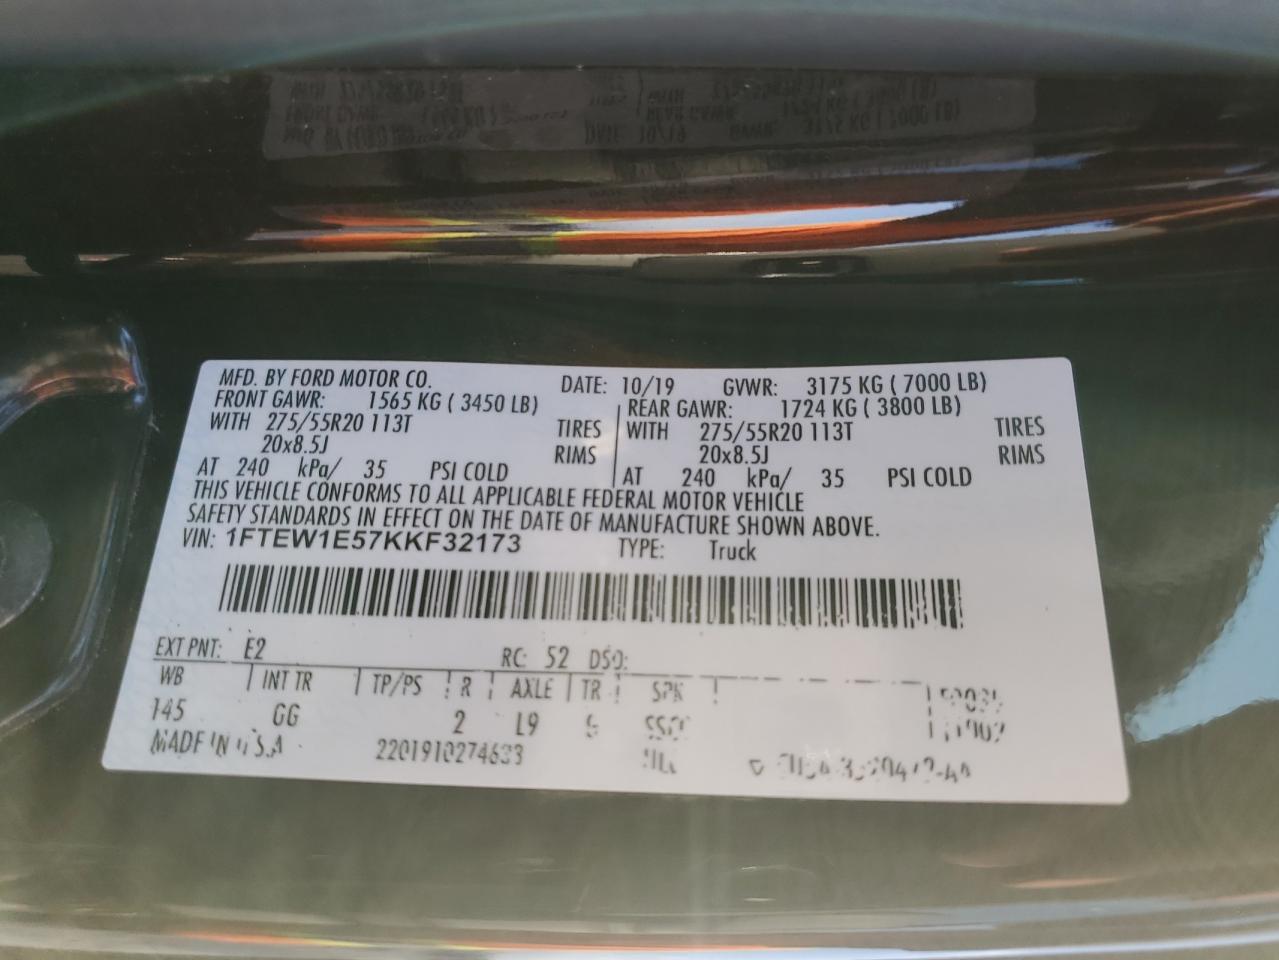 MFD. BY FORD MOTOR CO. DATE: 10/19 GVWR: 3175 KG ( 7000 LB)
FRONT GAWR: 1565 KG ( 3450 LB) REAR GAWR: 1724 KG ( 3800 LB)
WITH 275/55R20 113T TIRES WITH 275/55R20 113T TIRES
20x8.5J RIMS 20x8.5J RIMS
AT 240 kPa/ 35 PSI COLD AT 240 kPa/ 35 PSI COLD
THIS VEHICLE CONFORMS TO ALL APPLICABLE FEDERAL MOTOR VEHICLE
SAFETY STANDARDS IN EFFECT ON THE DATE OF MANUFACTURE SHOWN ABOVE.
VIN: 1FTEW1E57KKF32173 TYPE: Truck
EXT PNT: E2 RC: 52 DSO:
WB INT TR TP/PS R AXLE TR SPR
145 GG 2 L9
MADE IN U.S.A